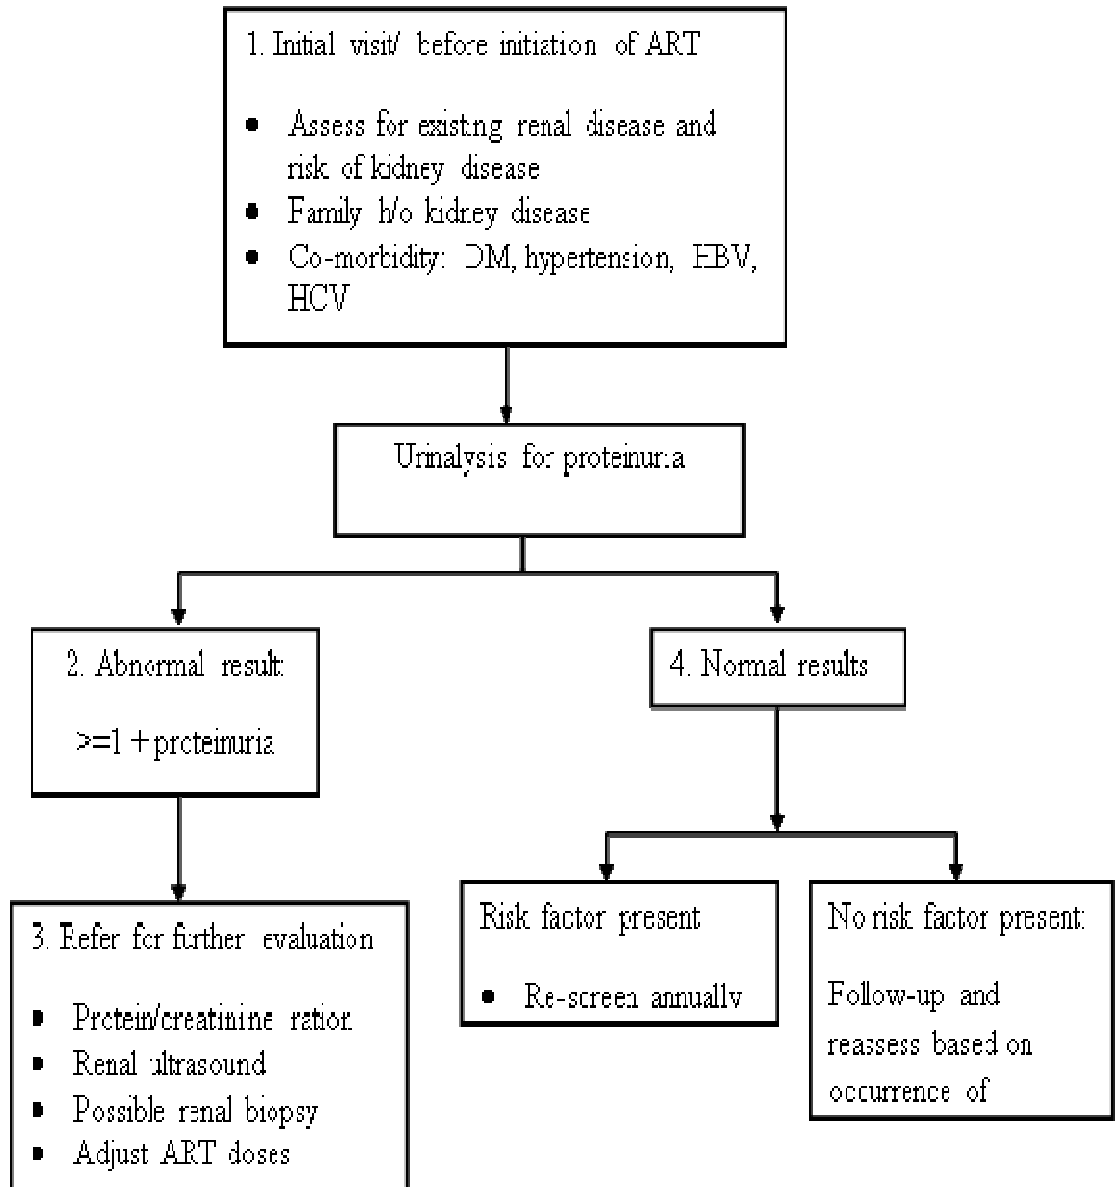 1. Initial visit/ before initiation of ART
• Assess for existing renal disease and
risk of kidney disease
• Family h/o kidney disease
• Co-morbidity: DM, hypertension, HBV,
HCV
Urinalysis for proteinuria
2. Abnormal result:
>=1 + proteinuria
3. Refer for further evaluation
• Protein/creatinine ration
• Renal ultrasound
• Possible renal biopsy
• Adjust ART doses
4. Normal results
Risk factor present
• Re-screen annually
No risk factor present:
Follow-up and
reassess based on
occurrence of